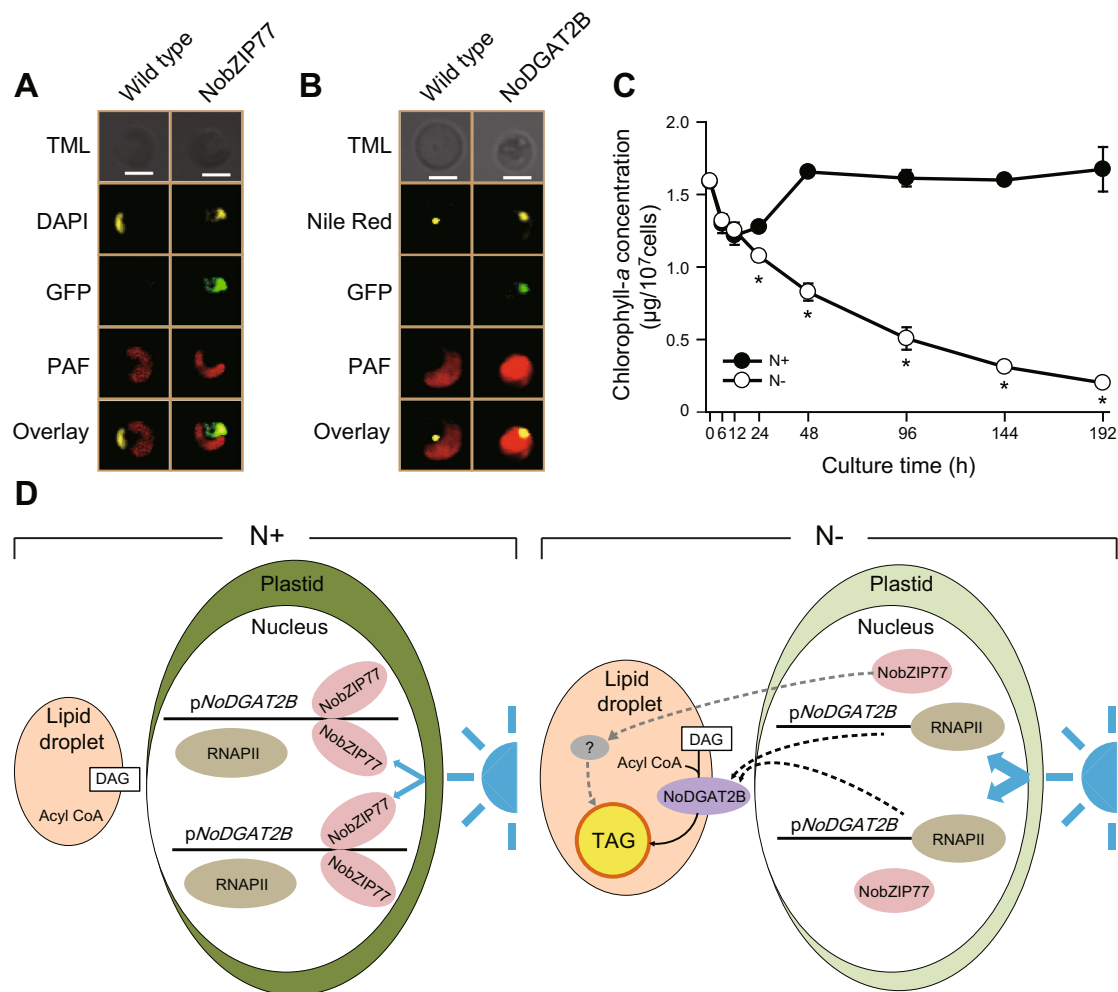 A
Wild type
NobZIP77
TML
DAPI
GFP
PAF
Overlay
B
Wild type
NoDGAT2B
TML
Nile Red
GFP
PAF
Overlay
C
Chlorophyll-a concentration
(µg/10⁷cells)
2.0
1.5
1.0
0.5
0
* * * * *
N+
N-
0 6 12 24 48 96 144 192
Culture time (h)
D
N+
Plastid
Nucleus
NobZIP77
pNoDGAT2B
NobZIP77
RNAPII
Lipid
droplet
DAG
Acyl CoA
NobZIP77
pNoDGAT2B
NobZIP77
RNAPII
N-
Plastid
Nucleus
NobZIP77
Lipid
droplet
pNoDGAT2B
RNAPII
?
DAG
Acyl CoA
NoDGAT2B
TAG
pNoDGAT2B
RNAPII
NobZIP77